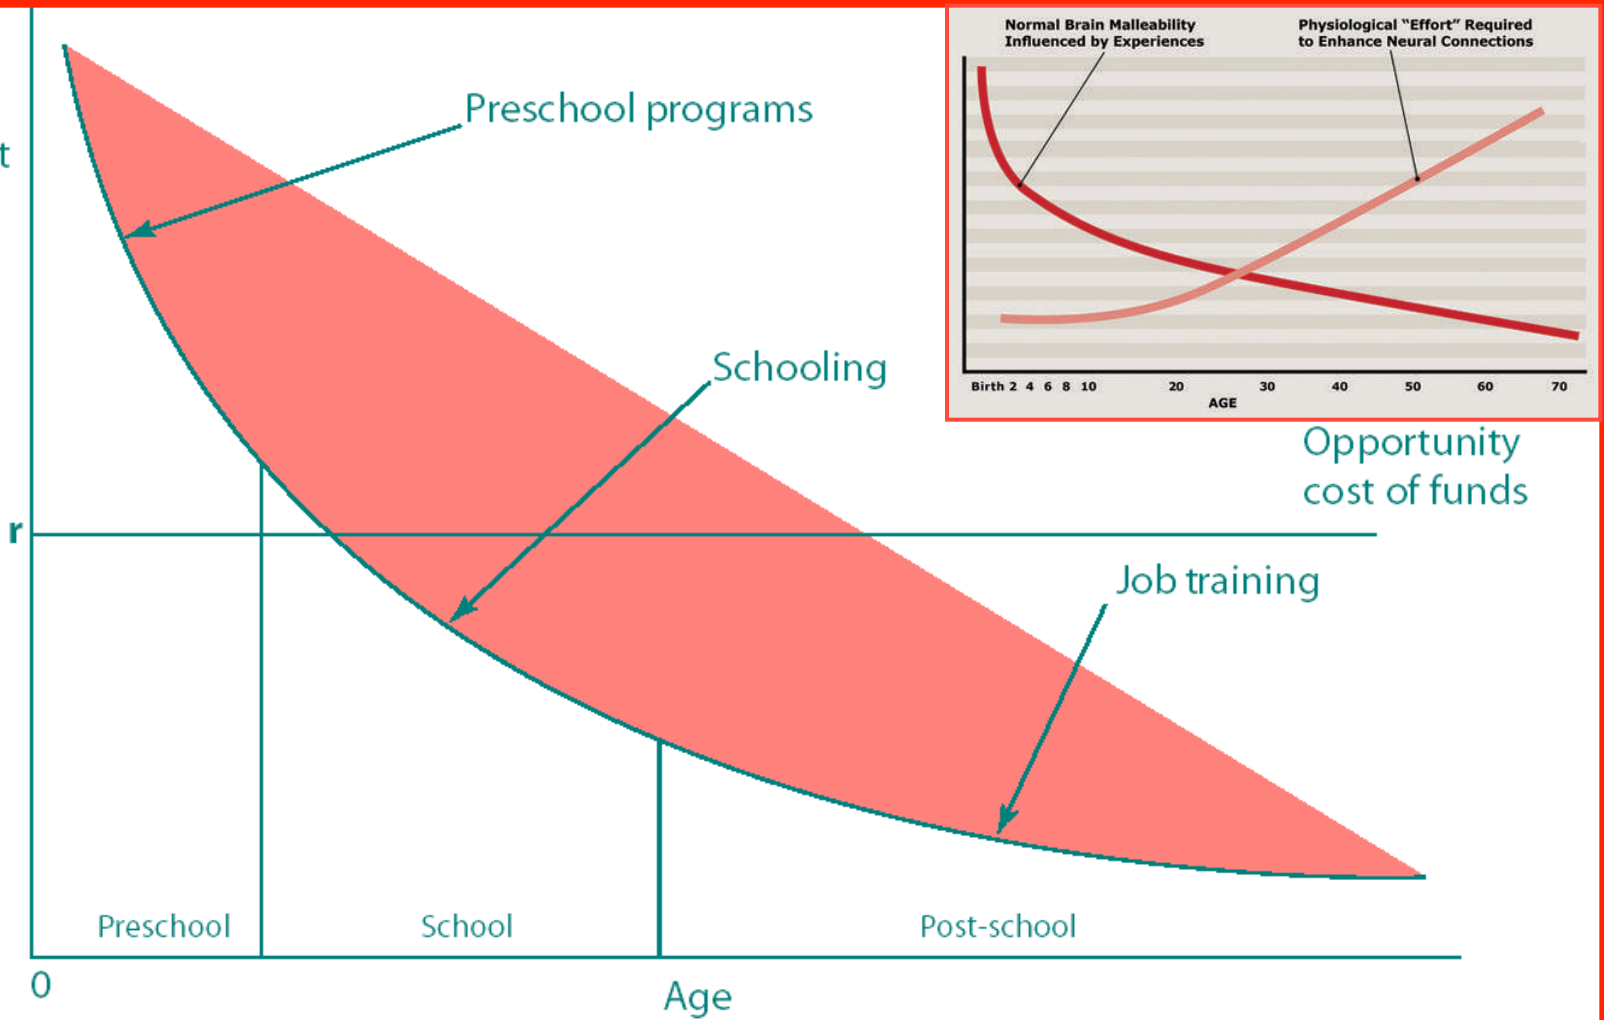 Normal Brain Malleability
Influenced by Experiences
Physiological “Effort” Required
to Enhance Neural Connections
Birth 2 4 6 8 10 20 30 40 50 60 70
AGE
Preschool programs
t
Schooling
Opportunity
cost of funds
r
Job training
Preschool School Post-school
0
Age